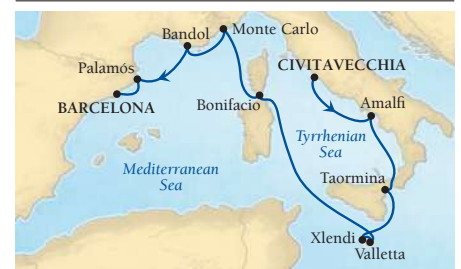 Bandol
Monte Carlo
Palamós
CIVITAVECCHIA
BARCELONA
Bonifacio
Amalfi
Tyrrhenian
Sea
Mediterranean
Sea
Taormina
Xlendi
Valletta